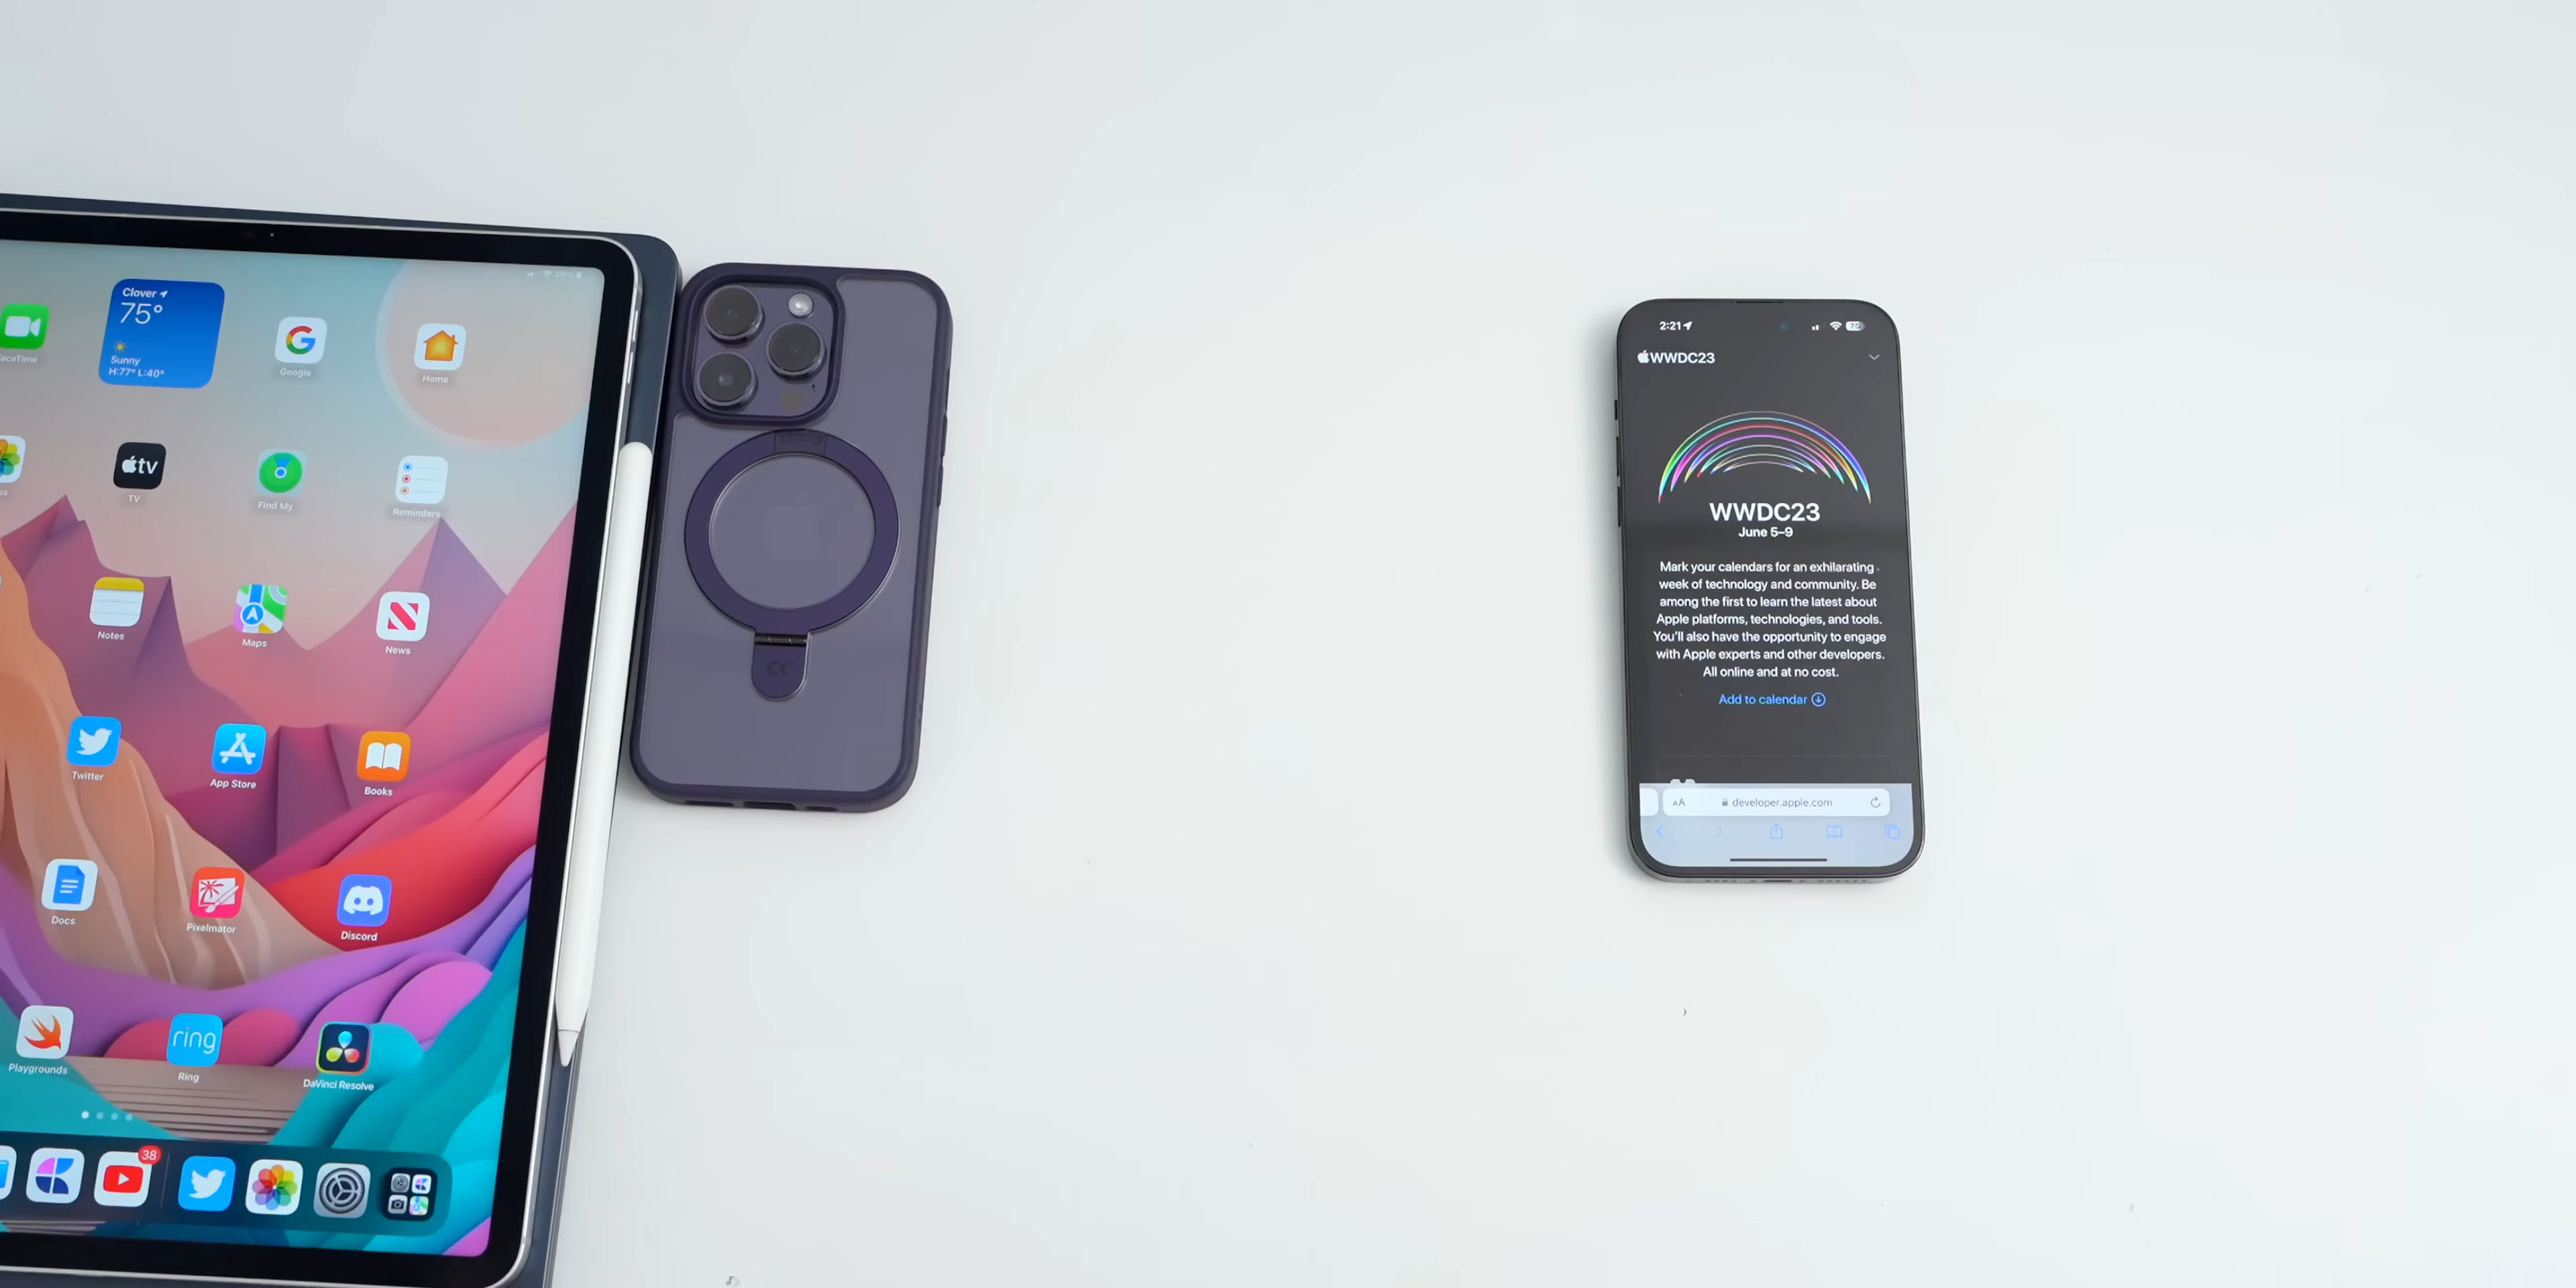 Clover
75°
Sunny
H:77° L:40°
Google
Home
tv
TV
Find My
Reminders
Notes
Maps
News
Twitter
App Store
Books
Docs
Pixelmator
Discord
Playgrounds
ring
Ring
DaVinci Resolve
38
2:21
WWDC23
WWDC23
June 5–9
Mark your calendars for an exhilarating
week of technology and community. Be
among the first to learn the latest about
Apple platforms, technologies, and tools.
You'll also have the opportunity to engage
with Apple experts and other developers.
All online and at no cost.
Add to calendar
AA
developer.apple.com